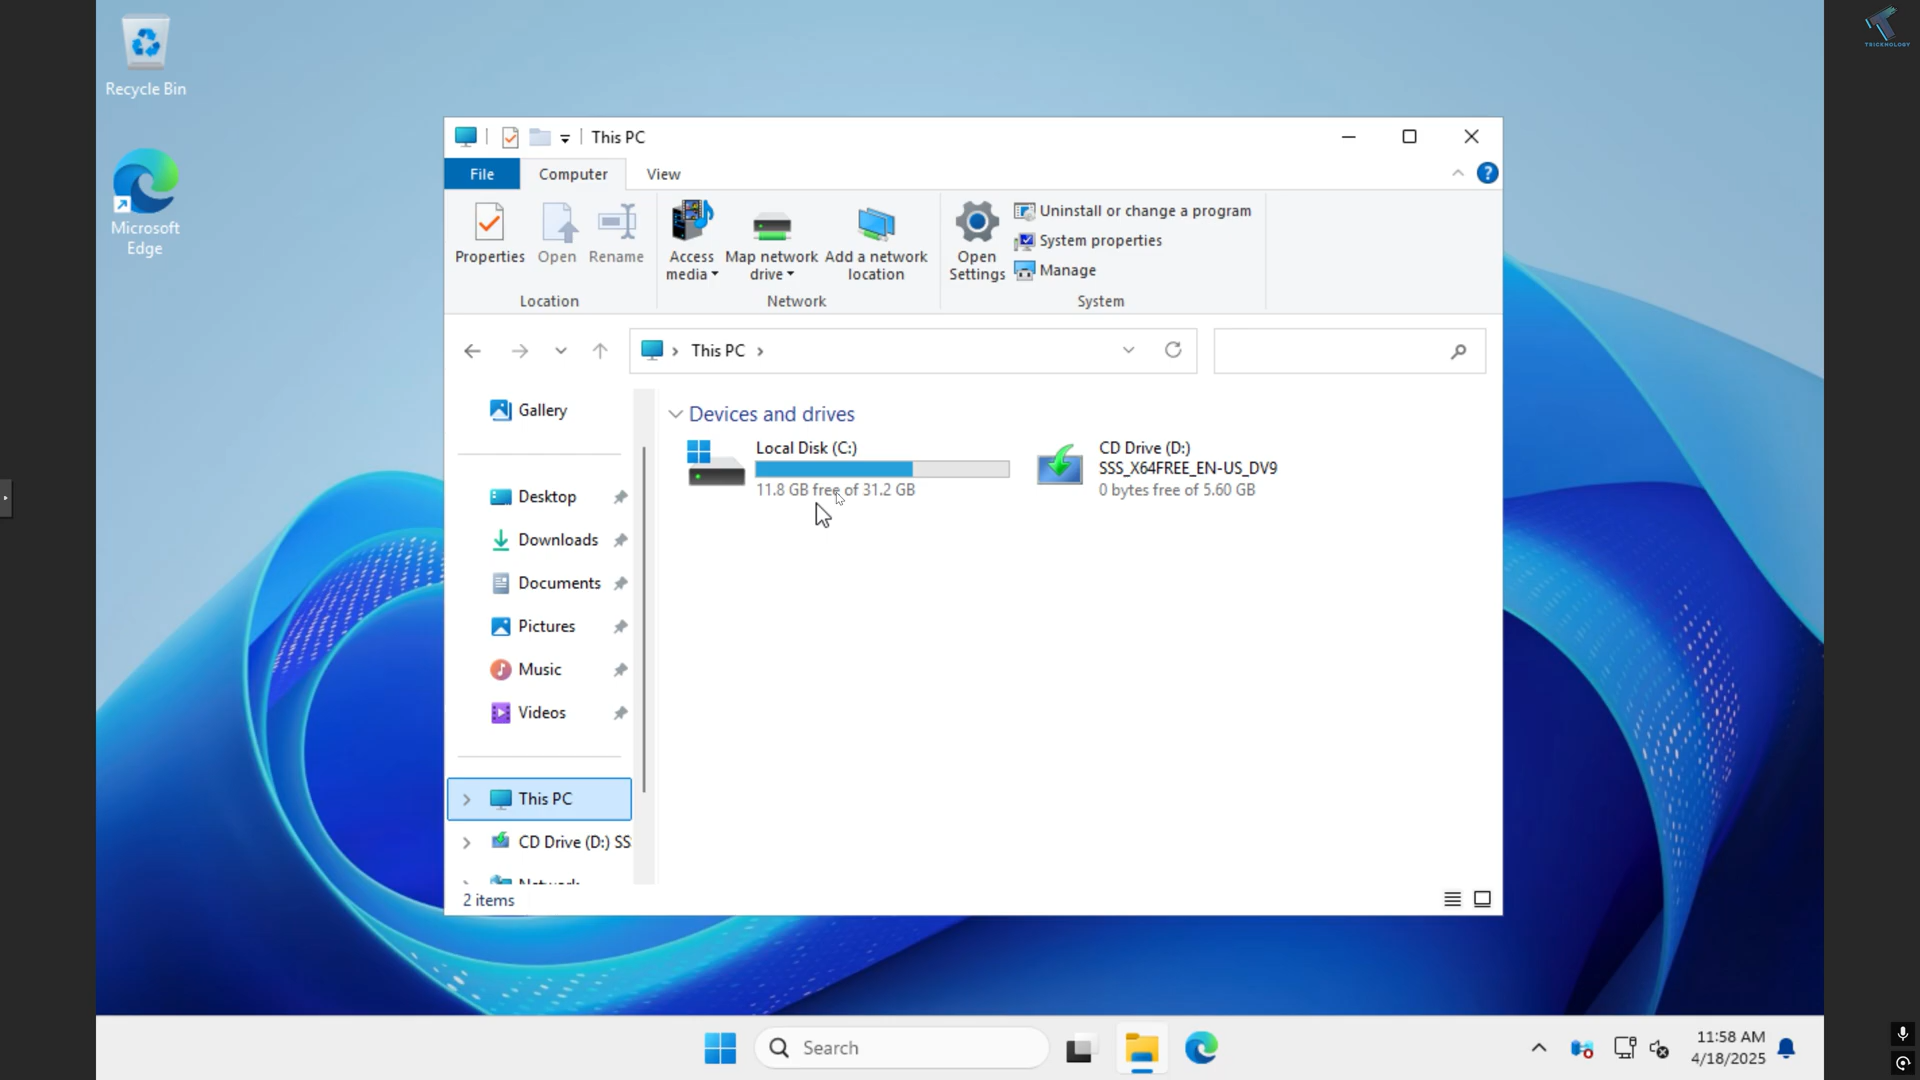 TRICKNOLOGY
Recycle Bin
Microsoft
Edge
This PC
File
Computer
View
Properties
Open
Rename
Access
media
Map network
drive
Add a network
location
Open
Settings
Uninstall or change a program
System properties
Manage
Location
Network
System
This PC
Gallery
Desktop
Downloads
Documents
Pictures
Music
Videos
This PC
CD Drive (D:) SS
Network
Devices and drives
Local Disk (C:)
11.8 GB free of 31.2 GB
CD Drive (D:)
SSS_X64FREE_EN-US_DV9
0 bytes free of 5.60 GB
2 items
Search
11:58 AM
4/18/2025